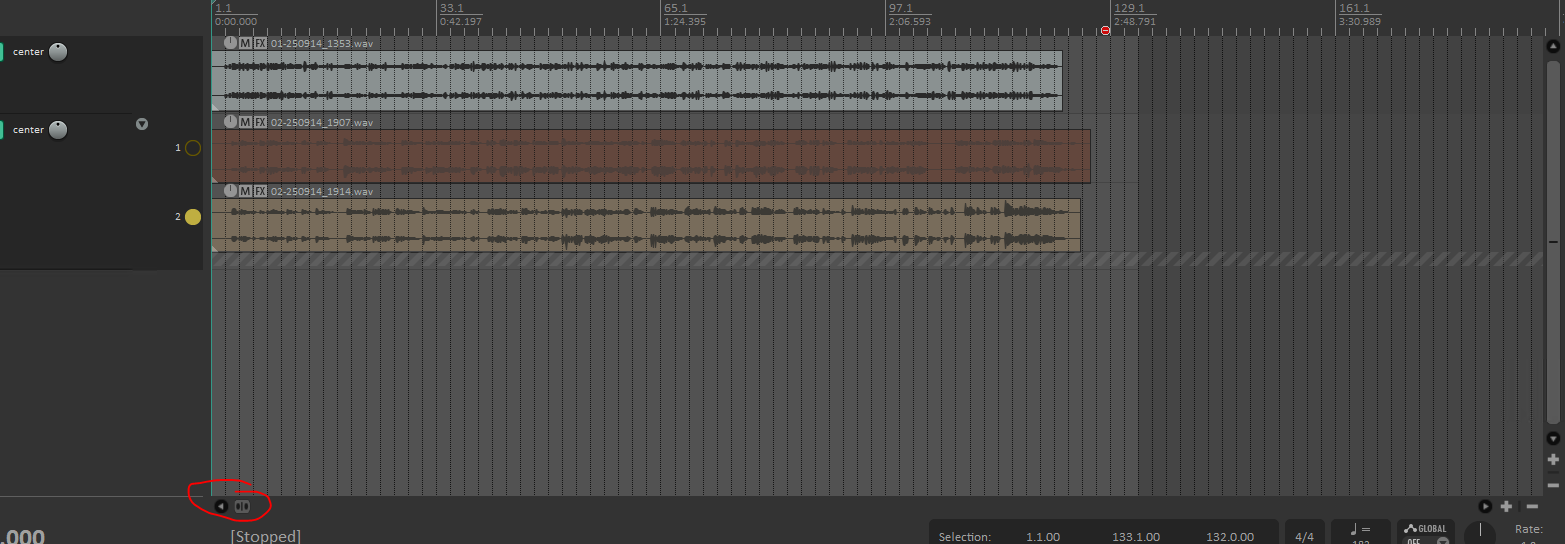 1.1 33.1 65.1 97.1 129.1 161.1
0:00.000 0:42.197 1:24.395 2:06.593 2:48.791 3:30.989
M FX 01-250914_1353.wav
center
M FX 02-250914_1907.wav
center
1
M FX 02-250914_1914.wav
2
.000 [Stopped] Selection: 1.1.00 133.1.00 132.0.00 4/4 GLOBAL Rate:
OFF